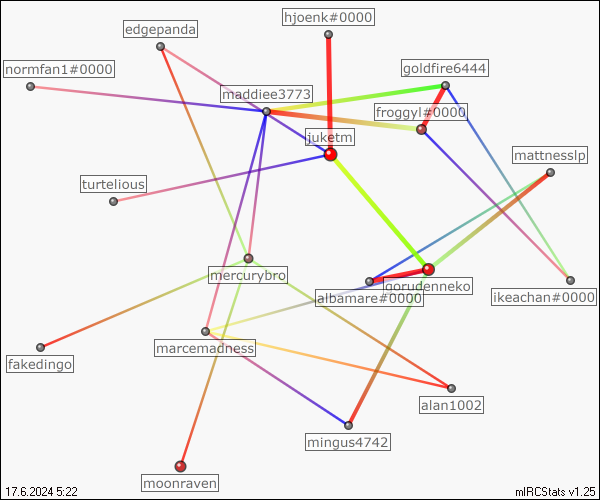 hjoenk#0000
edgepanda
normfan1#0000
goldfire6444
maddiee3773
froggyl#0000
juketm
mattnesslp
turtelious
mercurybro
gorudenneko
albamare#0000
ikeachan#0000
marcemadness
fakedingo
alan1002
mingus4742
moonraven
17.6.2024 5:22
mIRCStats v1.25